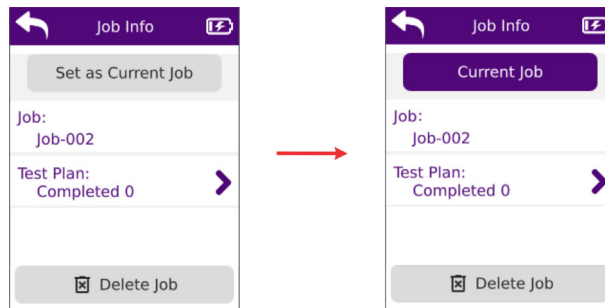 Job Info
Set as Current Job
Job:
Job-002
Test Plan:
Completed 0
Delete Job
Job Info
Current Job
Job:
Job-002
Test Plan:
Completed 0
Delete Job